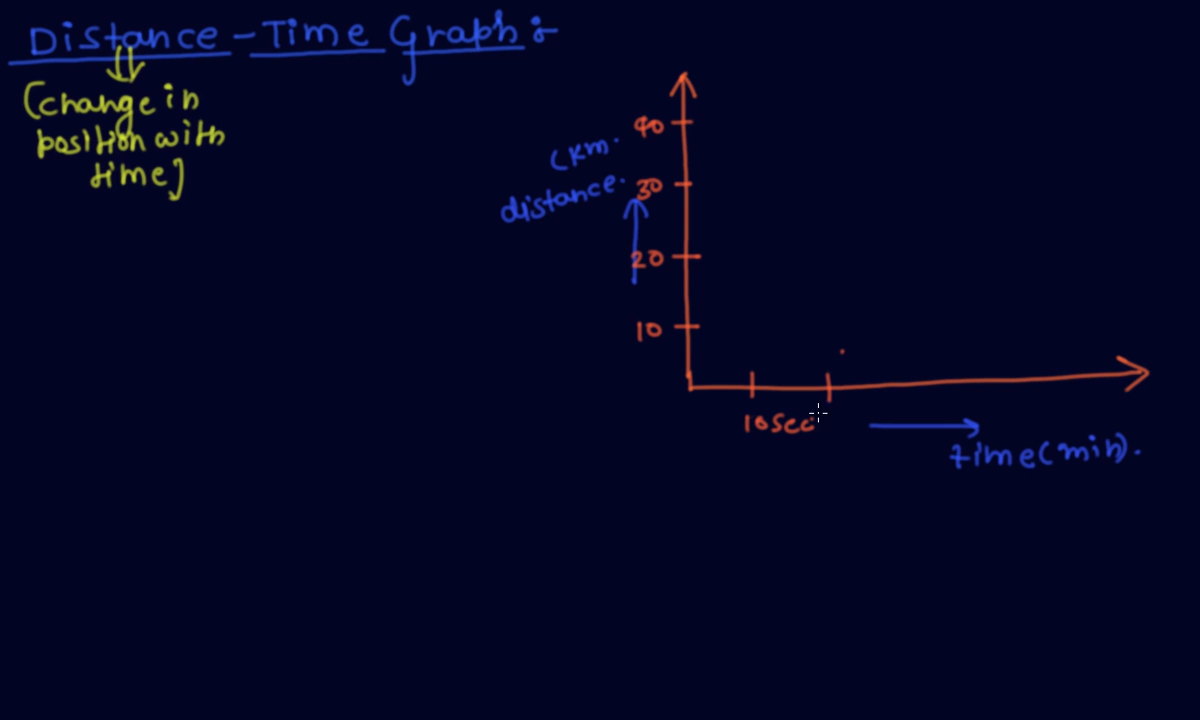 Distance - Time Graph :-
(change in
position with
time]
(km.
distance.
40
30
20
10
10sec
time(min).